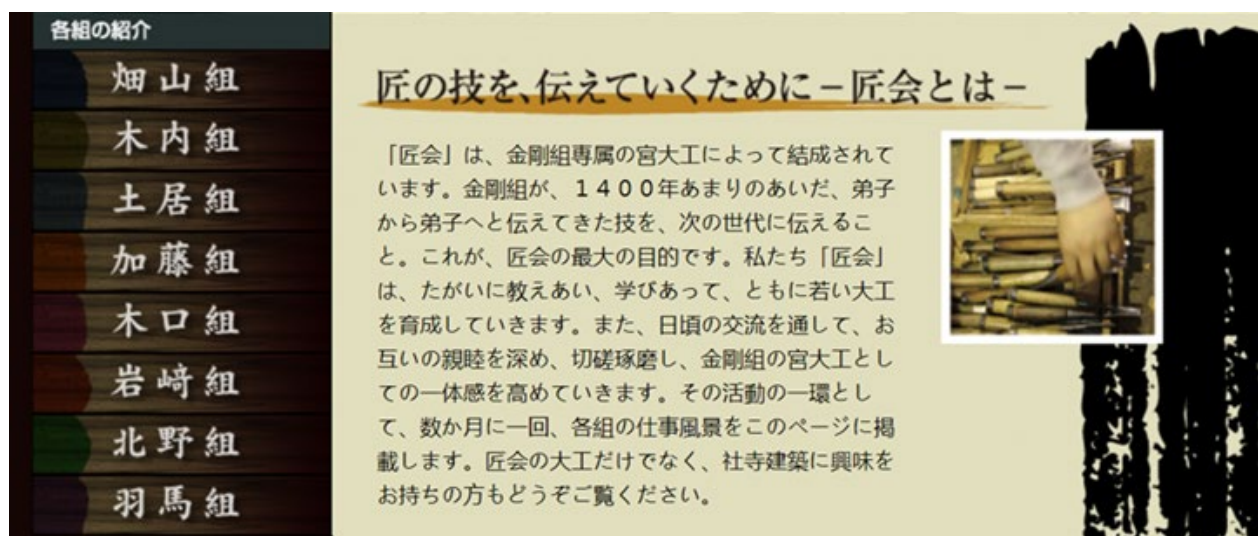 各組の紹介
畑山組
木内組
土居組
加藤組
木口組
岩﨑組
北野組
羽馬組
匠の技を、伝えていくために－匠会とは－
「匠会」は、金剛組専属の宮大工によって結成されて
います。金剛組が、１４００年あまりのあいだ、弟子
から弟子へと伝えてきた技を、次の世代に伝えるこ
と。これが、匠会の最大の目的です。私たち「匠会」
は、たがいに教えあい、学びあって、ともに若い大工
を育成していきます。また、日頃の交流を通して、お
互いの親睦を深め、切磋琢磨し、金剛組の宮大工とし
ての一体感を高めていきます。その活動の一環とし
て、数か月に一回、各組の仕事風景をこのページに掲
載します。匠会の大工だけでなく、社寺建築に興味を
お持ちの方もどうぞご覧ください。